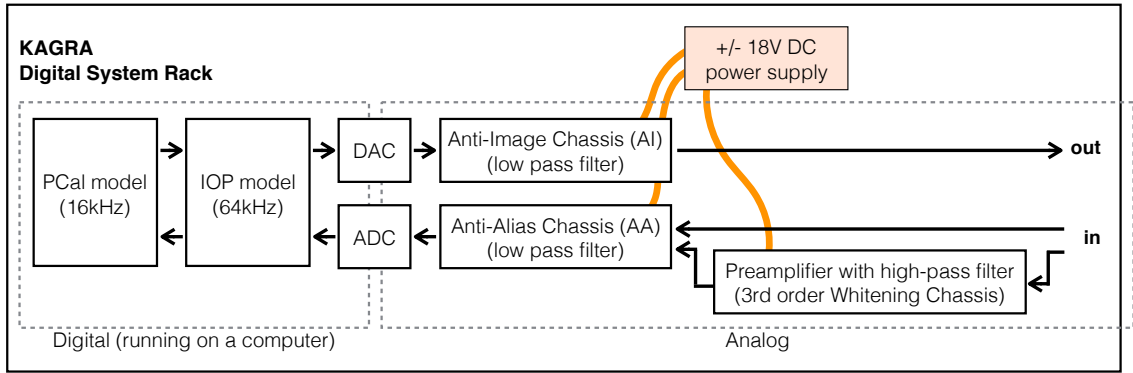 KAGRA
Digital System Rack
+/- 18V DC
power supply
PCal model
(16kHz)
IOP model
(64kHz)
DAC
Anti-Image Chassis (AI)
(low pass filter)
out
ADC
Anti-Alias Chassis (AA)
(low pass filter)
in
Preamplifier with high-pass filter
(3rd order Whitening Chassis)
Digital (running on a computer)
Analog